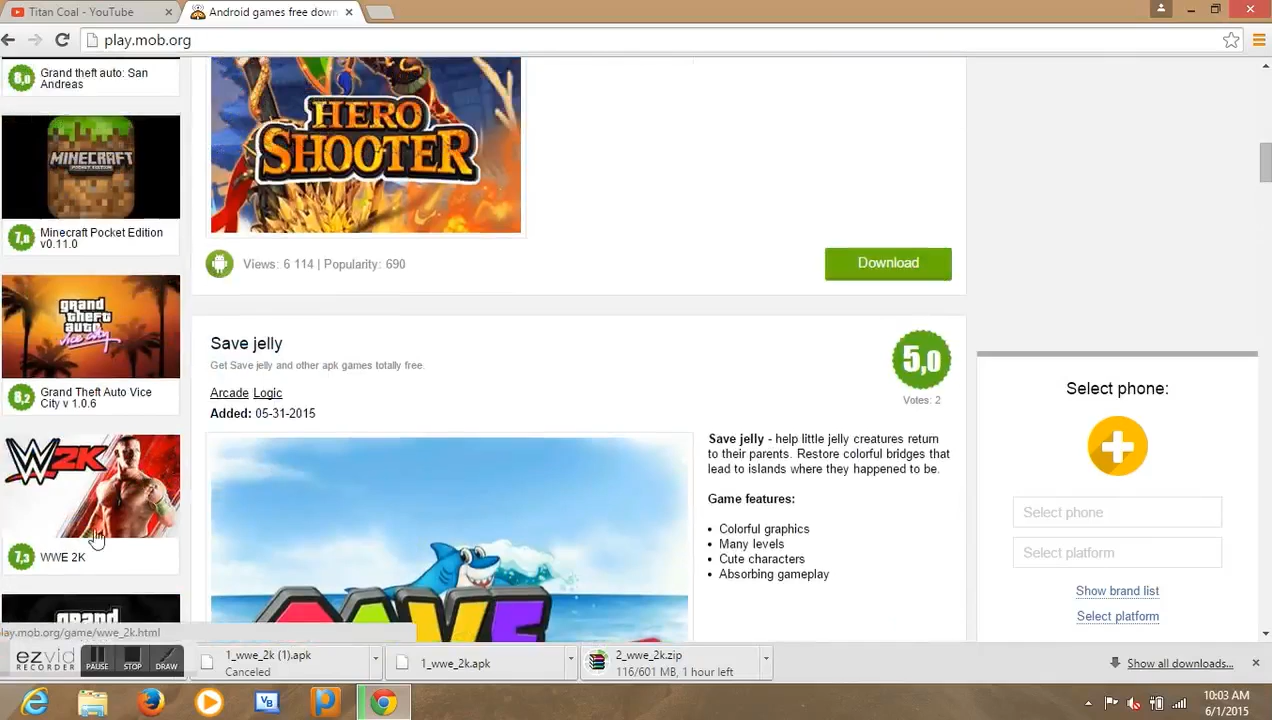 Titan Coal - YouTube
Android games free down
play.mob.org
8,0
Grand theft auto: San
Andreas
MINECRAFT
POCKET EDITION
7,8
Minecraft Pocket Edition
v0.11.0
grand
theft
auto
vice city
8,2
Grand Theft Auto Vice
City v 1.0.6
W2K
7,3
WWE 2K
grand
HERO
SHOOTER
Views: 6 114 | Popularity: 690
Download
Save jelly
Get Save jelly and other apk games totally free.
Arcade Logic
Added: 05-31-2015
5,0
Votes: 2
SAVE
Save jelly - help little jelly creatures return
to their parents. Restore colorful bridges that
lead to islands where they happened to be.
Game features:
Colorful graphics
Many levels
Cute characters
Absorbing gameplay
Select phone:
Select phone
Select platform
Show brand list
Select platform
lay.mob.org/game/wwe_2k.html
ezvid
RECORDER
PAUSE
STOP
DRAW
1_wwe_2k (1).apk
Canceled
1_wwe_2k.apk
2_wwe_2k.zip
116/601 MB, 1 hour left
Show all downloads...
VB
10:03 AM
6/1/2015